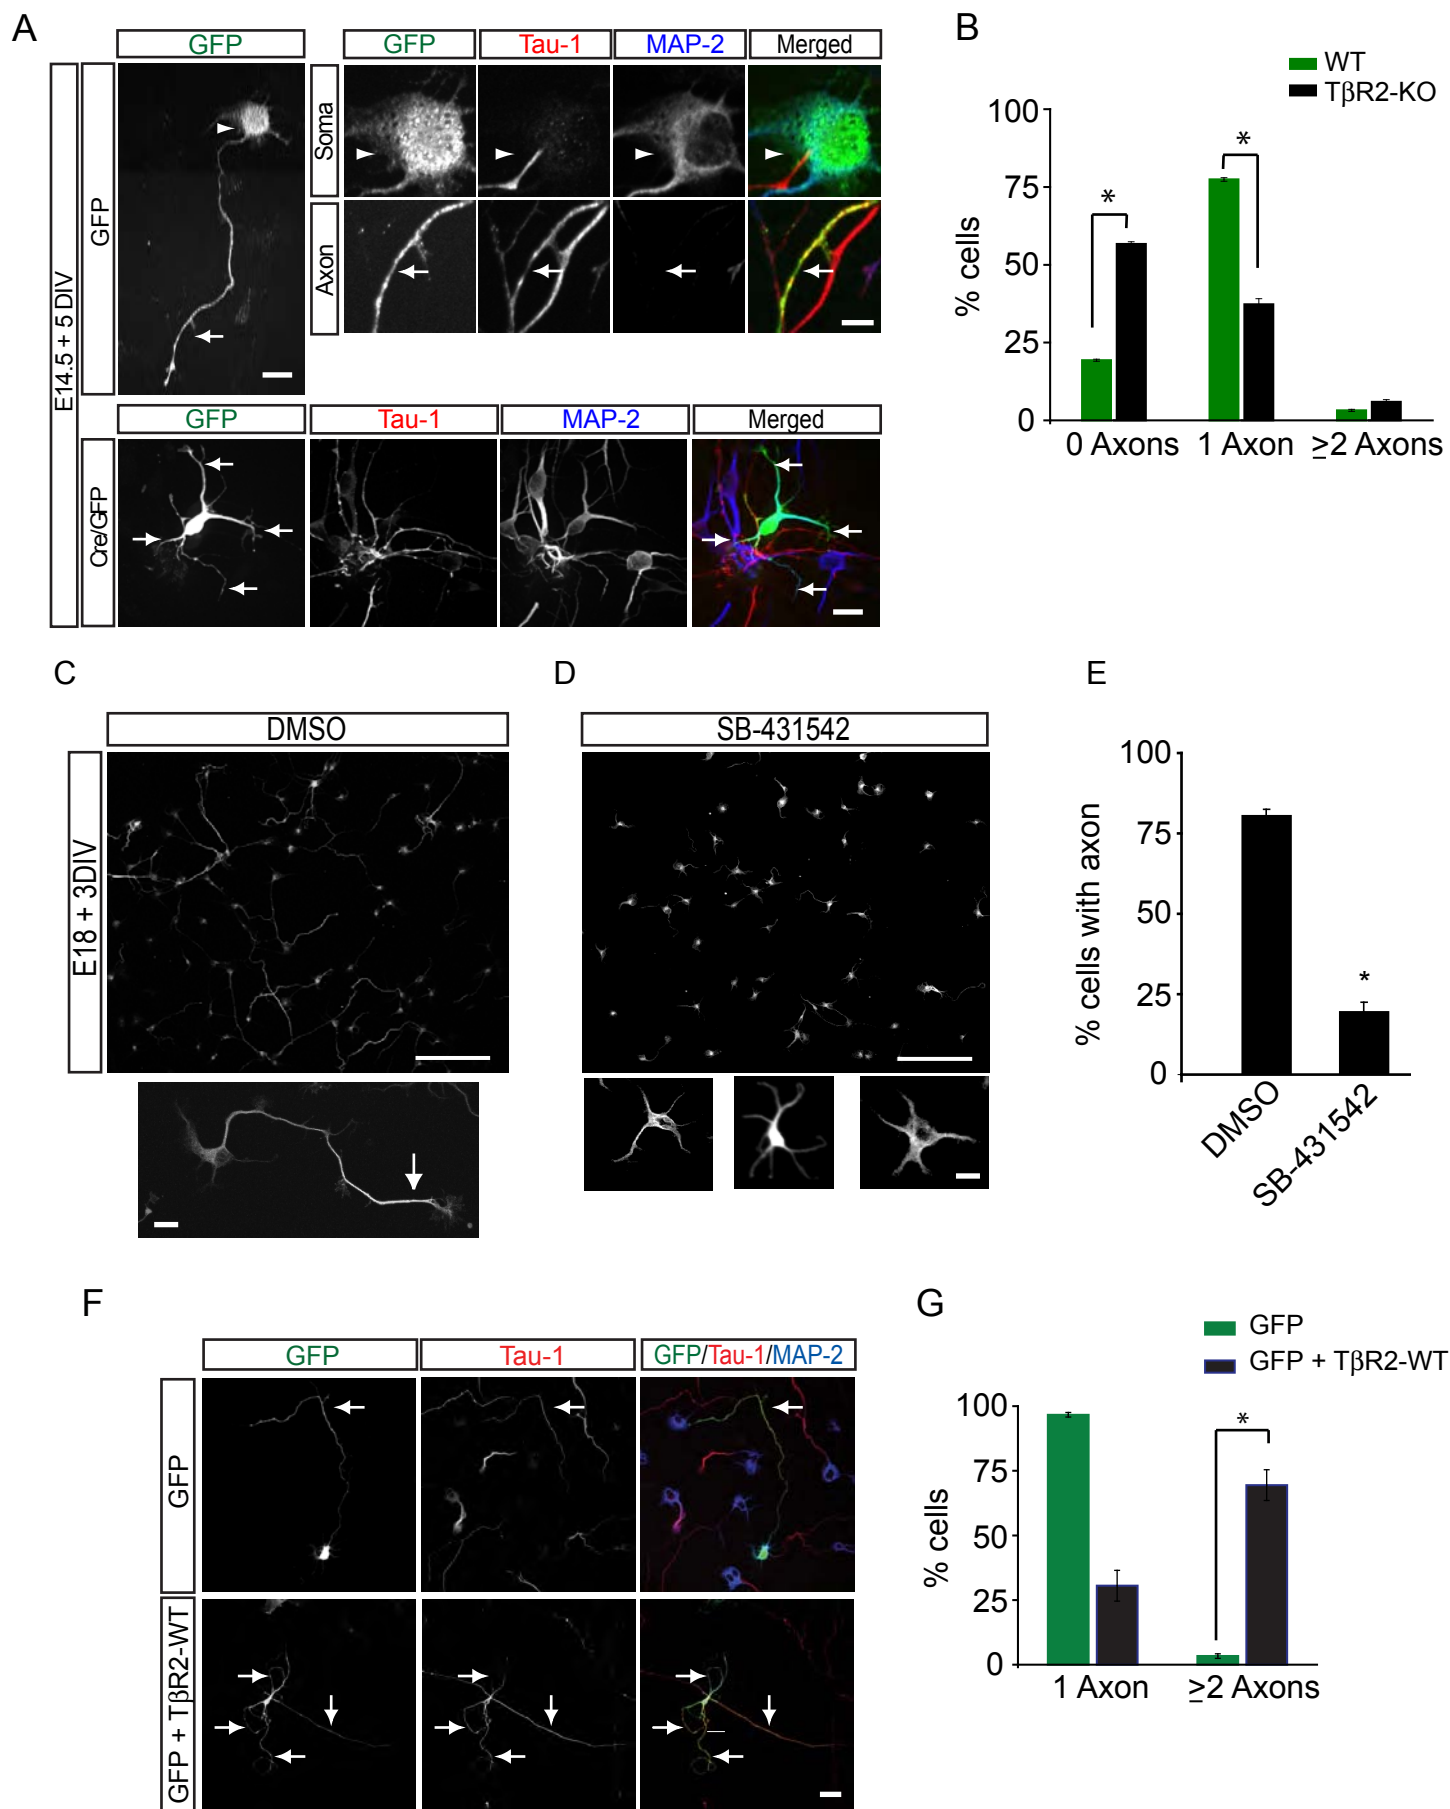 A
GFP
GFP Tau-1 MAP-2 Merged
E14.5 + 5 DIV
GFP
Soma
Axon
GFP Tau-1 MAP-2 Merged
Cre/GFP
B
WT
TβR2-KO
% cells
100
75
50
25
0
*
*
0 Axons 1 Axon ≥2 Axons
C
DMSO
E18 + 3DIV
D
SB-431542
E
% cells with axon
100
75
50
25
0
*
DMSO
SB-431542
F
GFP Tau-1 GFP/Tau-1/MAP-2
GFP
GFP + TβR2-WT
G
GFP
GFP + TβR2-WT
% cells
100
75
50
25
0
*
1 Axon ≥2 Axons